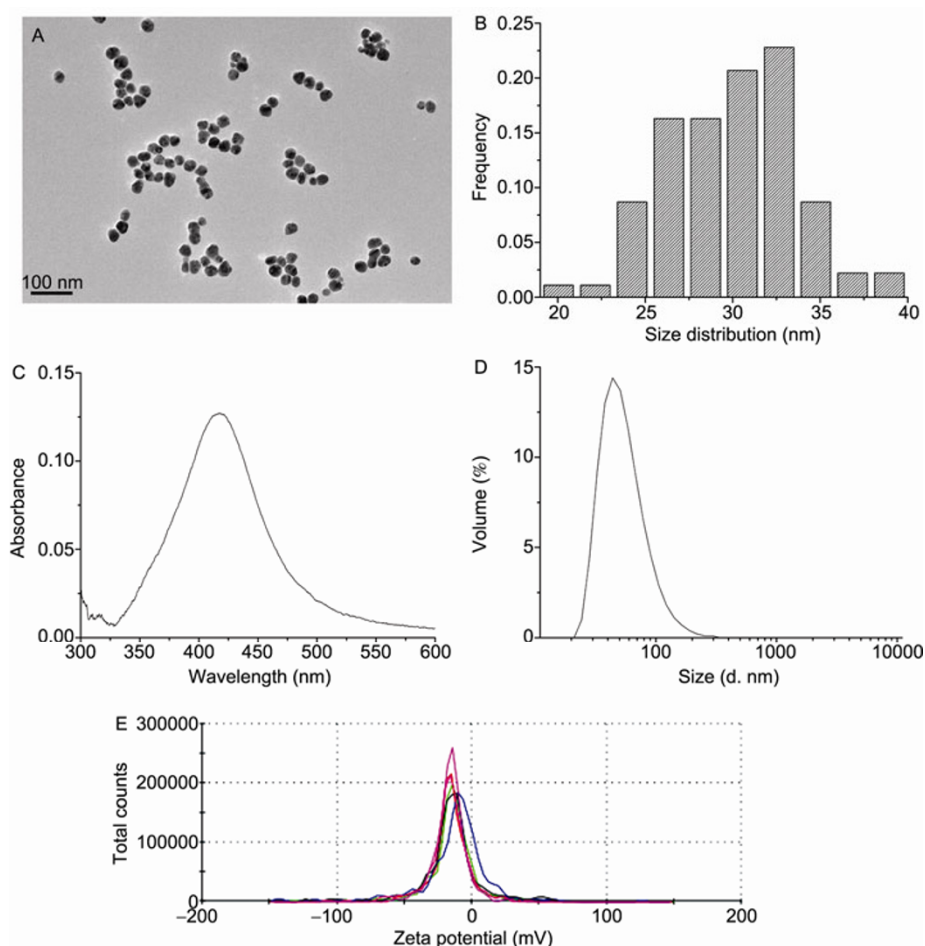 A
100 nm
B
0.25
0.20
0.15
0.10
0.05
0.00
Frequency
20 25 30 35 40
Size distribution (nm)
C
0.15
0.10
0.05
0.00
Absorbance
300 350 400 450 500 550 600
Wavelength (nm)
D
15
10
5
0
Volume (%)
100 1000 10000
Size (d. nm)
E
300000
200000
100000
0
Total counts
−200 −100 0 100 200
Zeta potential (mV)